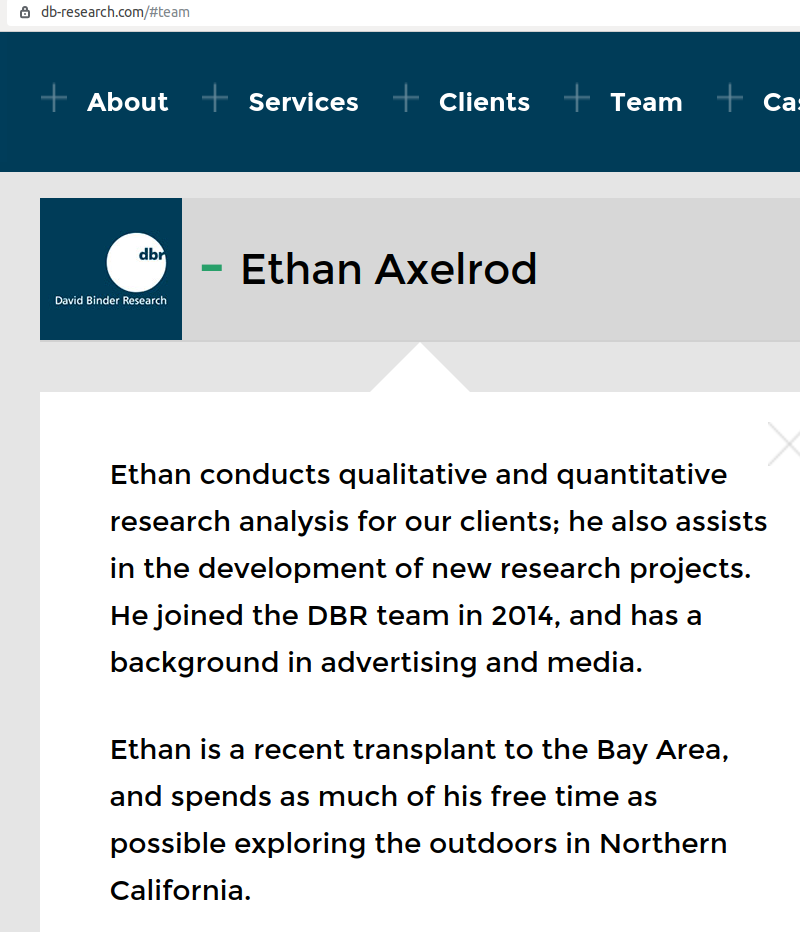 db-research.com/#team
About Services Clients Team Cas
dbr
David Binder Research
- Ethan Axelrod
Ethan conducts qualitative and quantitative
research analysis for our clients; he also assists
in the development of new research projects.
He joined the DBR team in 2014, and has a
background in advertising and media.
Ethan is a recent transplant to the Bay Area,
and spends as much of his free time as
possible exploring the outdoors in Northern
California.